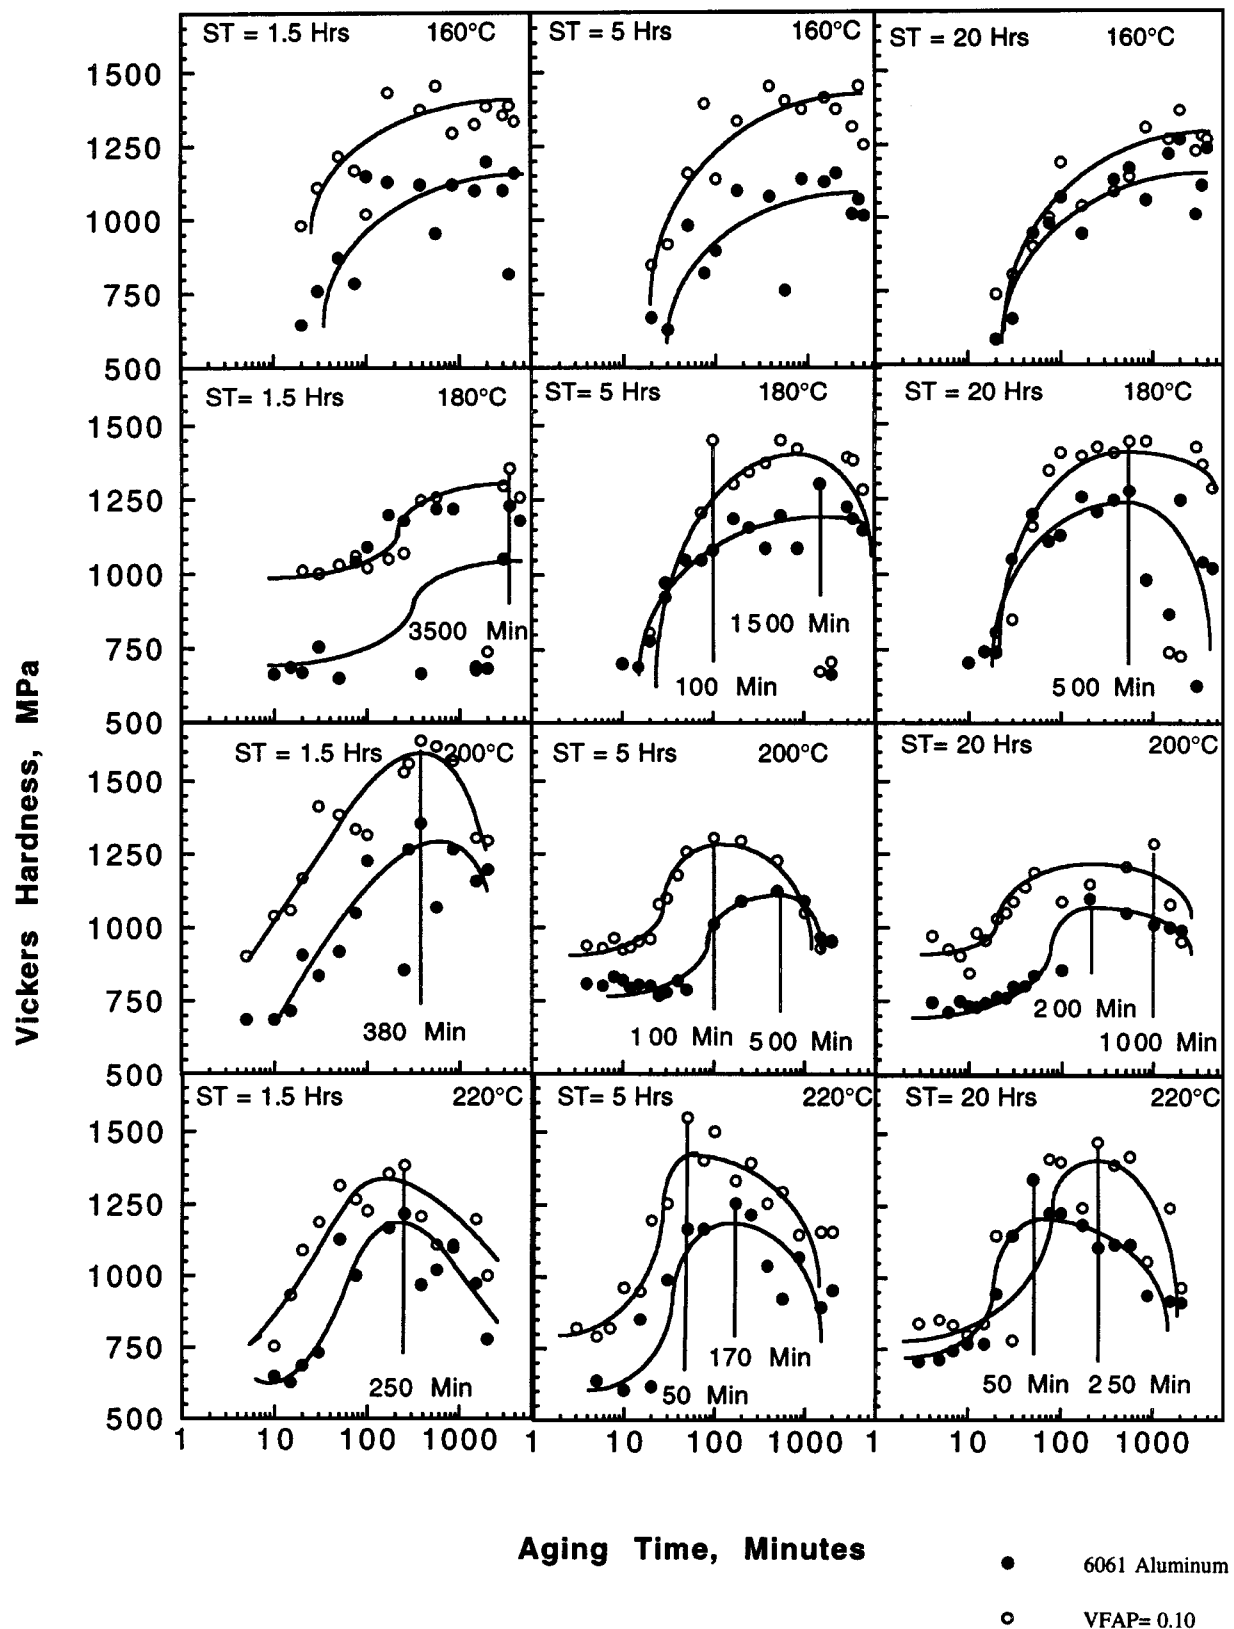 ST = 1.5 Hrs 160°C ST = 5 Hrs 160°C ST = 20 Hrs 160°C
1500
1250
1000
750
500
ST= 1.5 Hrs 180°C ST= 5 Hrs 180°C ST = 20 Hrs 180°C
1500
1250
1000
750
500
3500 Min 1500 Min
100 Min 500 Min
ST = 1.5 Hrs 200°C ST = 5 Hrs 200°C ST= 20 Hrs 200°C
1500
1250
1000
750
500
380 Min 100 Min 500 Min 200 Min
1000 Min
ST = 1.5 Hrs 220°C ST= 5 Hrs 220°C ST= 20 Hrs 220°C
1500
1250
1000
750
500
250 Min 170 Min
50 Min 50 Min 250 Min
1 10 100 1000 1 10 100 1000 1 10 100 1000
Vickers Hardness, MPa
Aging Time, Minutes
6061 Aluminum
VFAP= 0.10